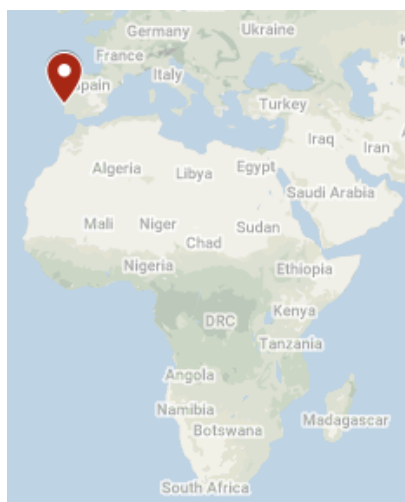 Germany
Ukraine
France
Italy
pain
Turkey
Iraq
Iran
Algeria
Libya
Egypt
Saudi Arabia
Mali
Niger
Chad
Sudan
Nigeria
Ethiopia
DRC
Kenya
Tanzania
Angola
Namibia
Botswana
Madagascar
South Africa